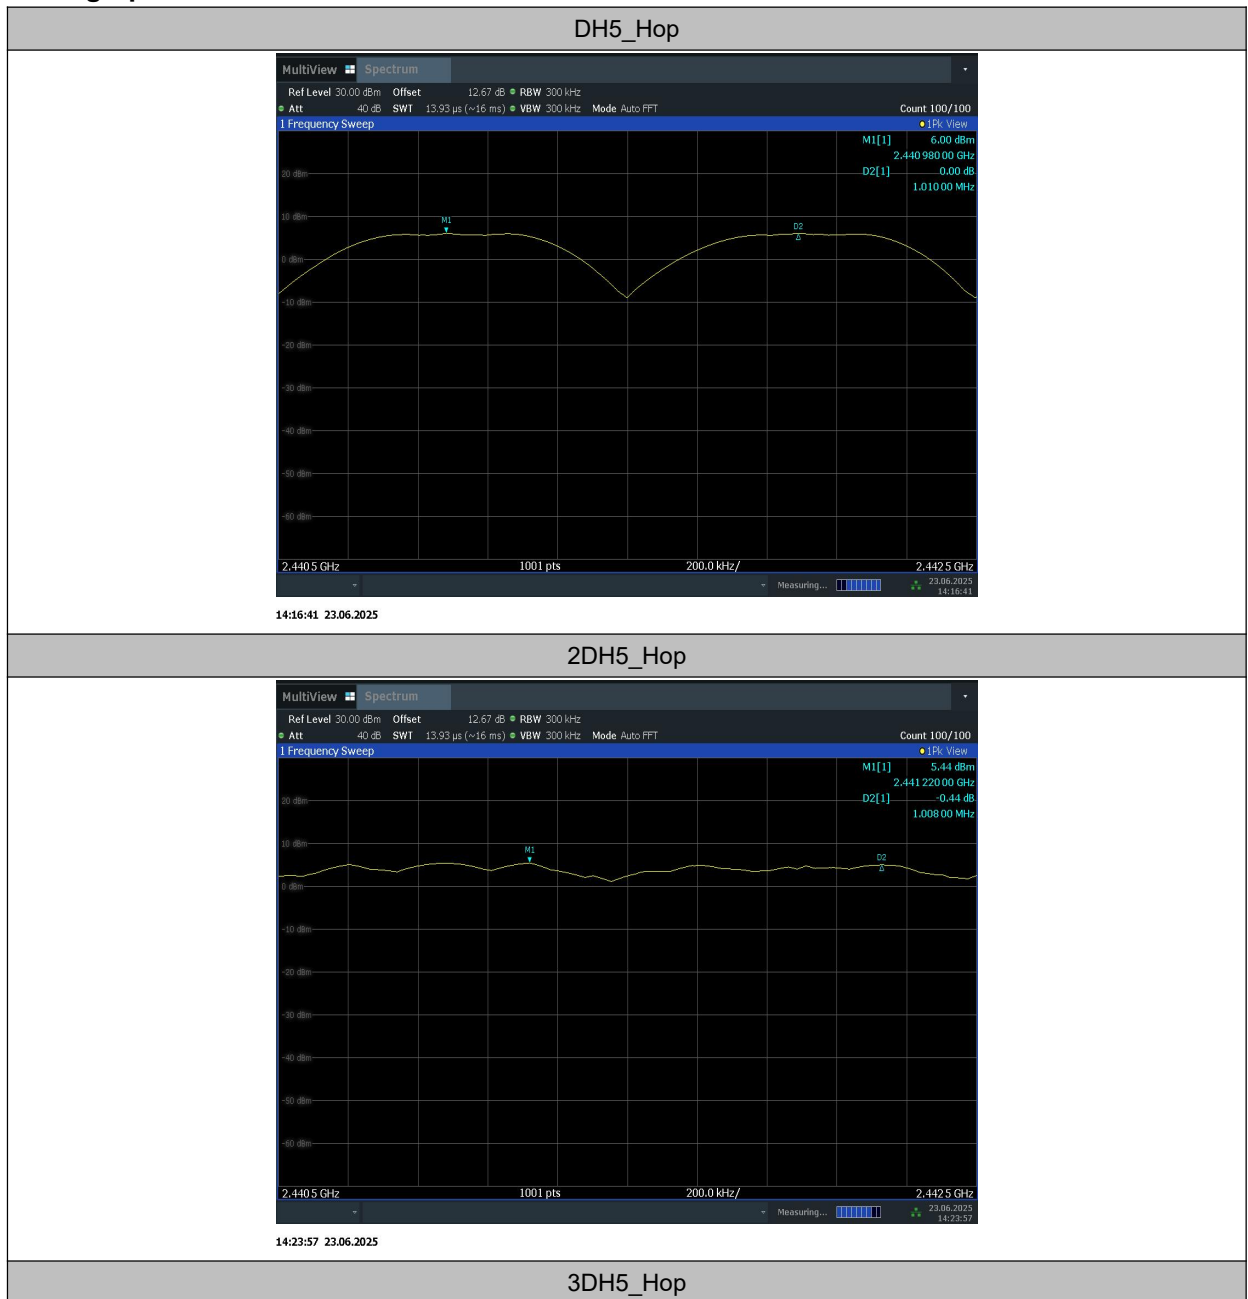 DH5_Hop
MultiView Spectrum
Ref Level 30.00 dBm Offset 12.67 dB RBW 300 kHz
Att 40 dB SWT 13.93 µs (~16 ms) VBW 300 kHz Mode Auto FFT Count 100/100
1 Frequency Sweep 1Pk View
M1[1] 6.00 dBm
2.440 980 00 GHz
20 dBm D2[1] 0.00 dB
1.010 00 MHz
10 dBm M1 D2
0 dBm
-10 dBm
-20 dBm
-30 dBm
-40 dBm
-50 dBm
-60 dBm
2.440 5 GHz 1001 pts 200.0 kHz/ 2.442 5 GHz
Measuring... 23.06.2025
14:16:41
14:16:41 23.06.2025
2DH5_Hop
MultiView Spectrum
Ref Level 30.00 dBm Offset 12.67 dB RBW 300 kHz
Att 40 dB SWT 13.93 µs (~16 ms) VBW 300 kHz Mode Auto FFT Count 100/100
1 Frequency Sweep 1Pk View
M1[1] 5.44 dBm
2.441 220 00 GHz
20 dBm D2[1] -0.44 dB
1.008 00 MHz
10 dBm M1 D2
0 dBm
-10 dBm
-20 dBm
-30 dBm
-40 dBm
-50 dBm
-60 dBm
2.440 5 GHz 1001 pts 200.0 kHz/ 2.442 5 GHz
Measuring... 23.06.2025
14:23:57
14:23:57 23.06.2025
3DH5_Hop